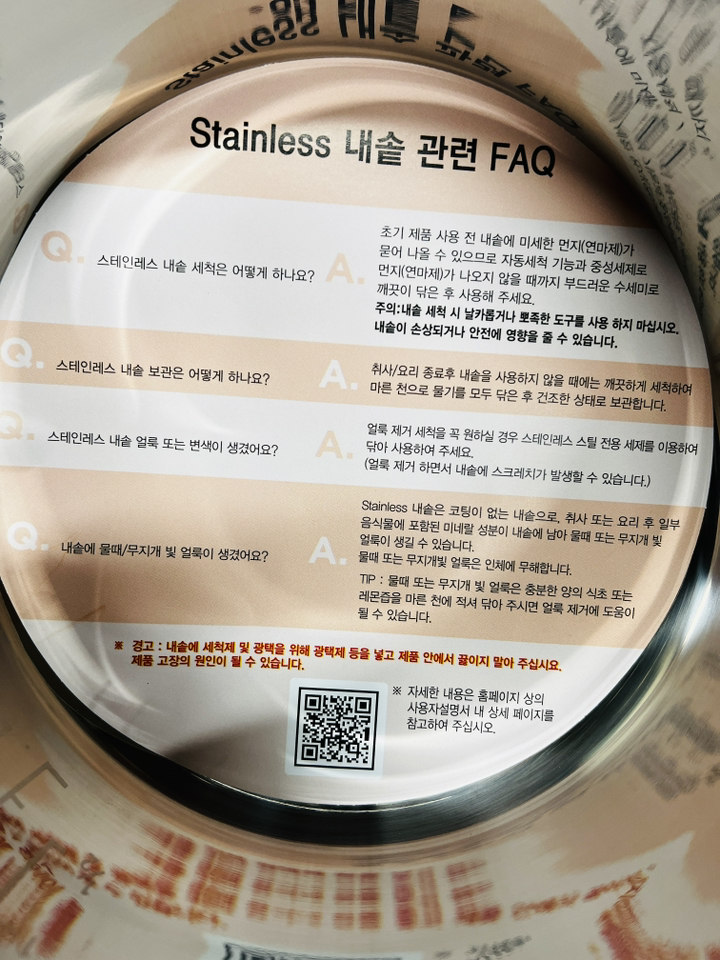 Stainless 내솥 관련 FAQ
Q. 스테인레스 내솥 세척은 어떻게 하나요?
A. 초기 제품 사용 전 내솥에 미세한 먼지(연마제)가
묻어 나올 수 있으므로 자동세척 기능과 중성세제로
먼지(연마제)가 나오지 않을 때까지 부드러운 수세미로
깨끗이 닦은 후 사용해 주세요.
주의:내솥 세척 시 날카롭거나 뾰족한 도구를 사용 하지 마십시오.
내솥이 손상되거나 안전에 영향을 줄 수 있습니다.
Q. 스테인레스 내솥 보관은 어떻게 하나요?
A. 취사/요리 종료후 내솥을 사용하지 않을 때에는 깨끗하게 세척하여
마른 천으로 물기를 모두 닦은 후 건조한 상태로 보관합니다.
Q. 스테인레스 내솥 얼룩 또는 변색이 생겼어요?
A. 얼룩 제거 세척을 꼭 원하실 경우 스테인레스 스틸 전용 세제를 이용하여
닦아 사용하여 주세요.
(얼룩 제거 하면서 내솥에 스크레치가 발생할 수 있습니다.)
Q. 내솥에 물때/무지개 빛 얼룩이 생겼어요?
A. Stainless 내솥은 코팅이 없는 내솥으로, 취사 또는 요리 후 일부
음식물에 포함된 미네랄 성분이 내솥에 남아 물때 또는 무지개 빛
얼룩이 생길 수 있습니다.
물때 또는 무지개빛 얼룩은 인체에 무해합니다.
TIP : 물때 또는 무지개 빛 얼룩은 충분한 양의 식초 또는
레몬즙을 마른 천에 적셔 닦아 주시면 얼룩 제거에 도움이
될 수 있습니다.
※ 경고 : 내솥에 세척제 및 광택을 위해 광택제 등을 넣고 제품 안에서 끓이지 말아 주십시요.
제품 고장의 원인이 될 수 있습니다.
※ 자세한 내용은 홈페이지 상의
사용자설명서 내 상세 페이지를
참고하여 주십시오.